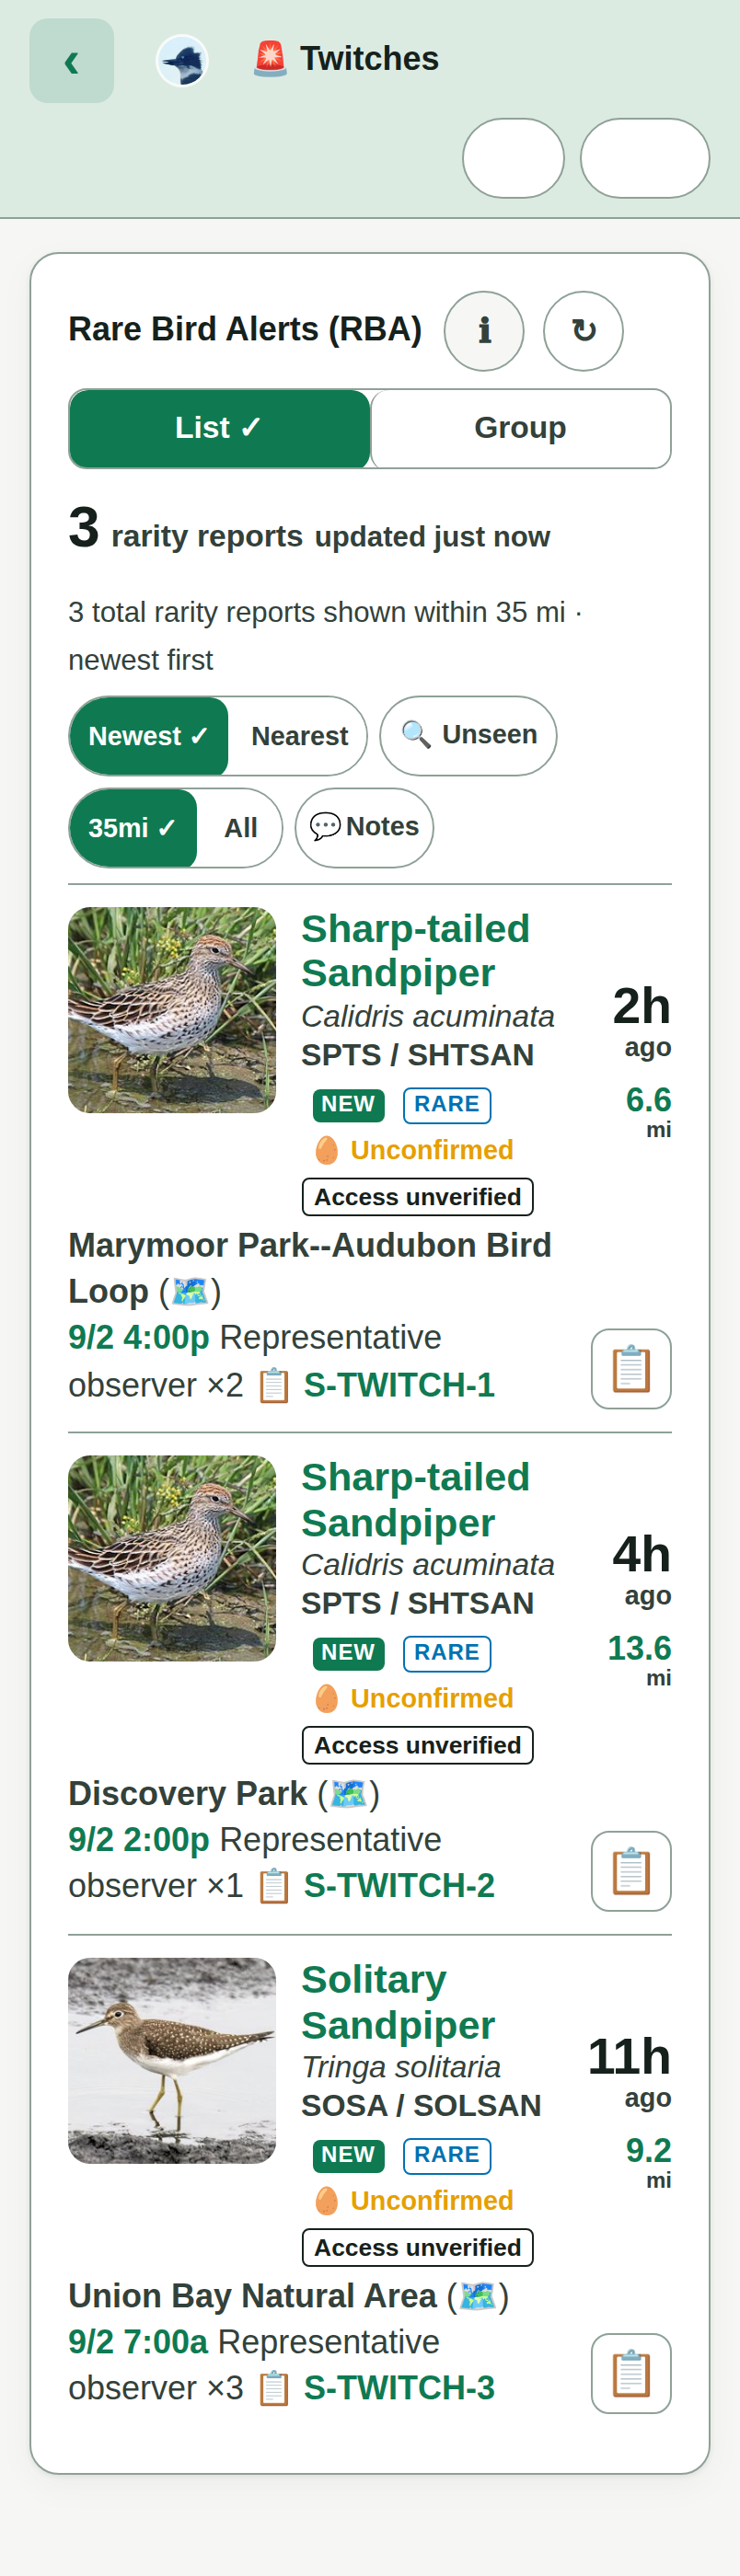 ‹ 🚨 Twitches
Rare Bird Alerts (RBA) ℹ ↻
List ✓ Group
3 rarity reports updated just now
3 total rarity reports shown within 35 mi ·
newest first
Newest ✓ Nearest 🔍 Unseen
35mi ✓ All 💬 Notes
Sharp-tailed
Sandpiper
Calidris acuminata
SPTS / SHTSAN
2h
ago
NEW RARE
6.6
mi
🥚 Unconfirmed
Access unverified
Marymoor Park--Audubon Bird
Loop (🗺️)
9/2 4:00p Representative
observer ×2 📋 S-TWITCH-1
📋
Sharp-tailed
Sandpiper
Calidris acuminata
SPTS / SHTSAN
4h
ago
NEW RARE
13.6
mi
🥚 Unconfirmed
Access unverified
Discovery Park (🗺️)
9/2 2:00p Representative
observer ×1 📋 S-TWITCH-2
📋
Solitary
Sandpiper
Tringa solitaria
SOSA / SOLSAN
11h
ago
NEW RARE
9.2
mi
🥚 Unconfirmed
Access unverified
Union Bay Natural Area (🗺️)
9/2 7:00a Representative
observer ×3 📋 S-TWITCH-3
📋